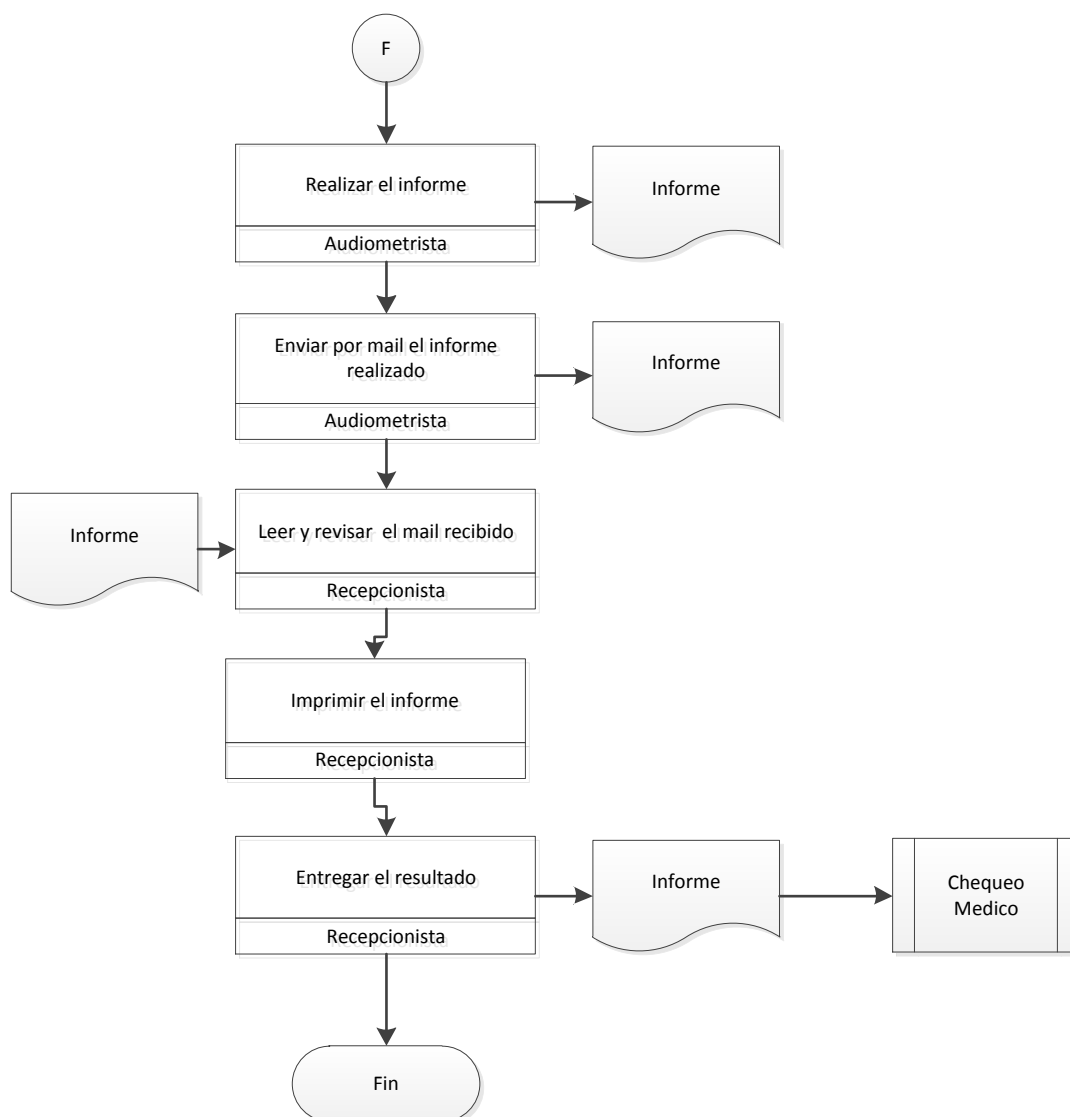 F
Realizar el informe
Audiometrista
Informe
Enviar por mail el informe
realizado
Audiometrista
Informe
Informe
Leer y revisar  el mail recibido
Recepcionista
Imprimir el informe
Recepcionista
Entregar el resultado
Recepcionista
Informe
Chequeo
Medico
Fin